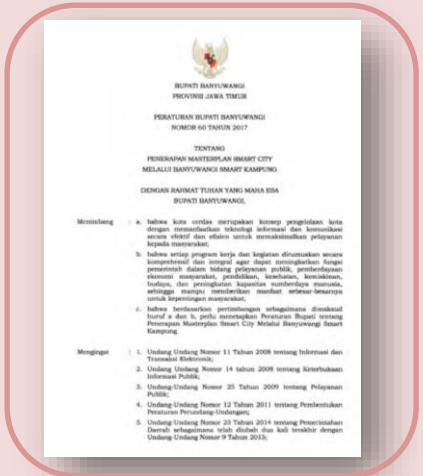 BUPATI BANYUWANGI
PROVINSI JAWA TIMUR
PERATURAN BUPATI BANYUWANGI
NOMOR 60 TAHUN 2017
TENTANG
PENERAPAN MASTERPLAN SMART CITY
MELALUI BANYUWANGI SMART KAMPUNG
DENGAN RAHMAT TUHAN YANG MAHA ESA
BUPATI BANYUWANGI,
Menimbang : a. bahwa kota cerdas merupakan konsep pengelolaan kota
dengan memanfaatkan teknologi informasi dan komunikasi
secara efektif dan efisien untuk memaksimalkan pelayanan
kepada masyarakat;
b. bahwa setiap program kerja dan kegiatan dirumuskan secara
komprehensif dan integral agar dapat meningkatkan fungsi
pemerintah dalam bidang pelayanan publik, pemberdayaan
ekonomi masyarakat, pendidikan, kesehatan, kemiskinan,
budaya, dan peningkatan kapasitas sumberdaya manusia,
sehingga mampu memberikan manfaat sebesar-besarnya
untuk kepentingan masyarakat;
c. bahwa berdasarkan pertimbangan sebagaimana dimaksud
huruf a dan b, perlu menetapkan Peraturan Bupati tentang
Penerapan Masterplan Smart City Melalui Banyuwangi Smart
Kampung.
Mengingat : 1. Undang-Undang Nomor 11 Tahun 2008 tentang Informasi dan
Transaksi Elektronik;
2. Undang-Undang Nomor 14 tahun 2008 tentang Keterbukaan
Informasi Publik;
3. Undang-Undang Nomor 25 Tahun 2009 tentang Pelayanan
Publik;
4. Undang-Undang Nomor 12 Tahun 2011 tentang Pembentukan
Peraturan Perundang-Undangan;
5. Undang-Undang Nomor 23 Tahun 2014 tentang Pemerintahan
Daerah sebagaimana telah diubah dua kali terakhir dengan
Undang-Undang Nomor 9 Tahun 2015;